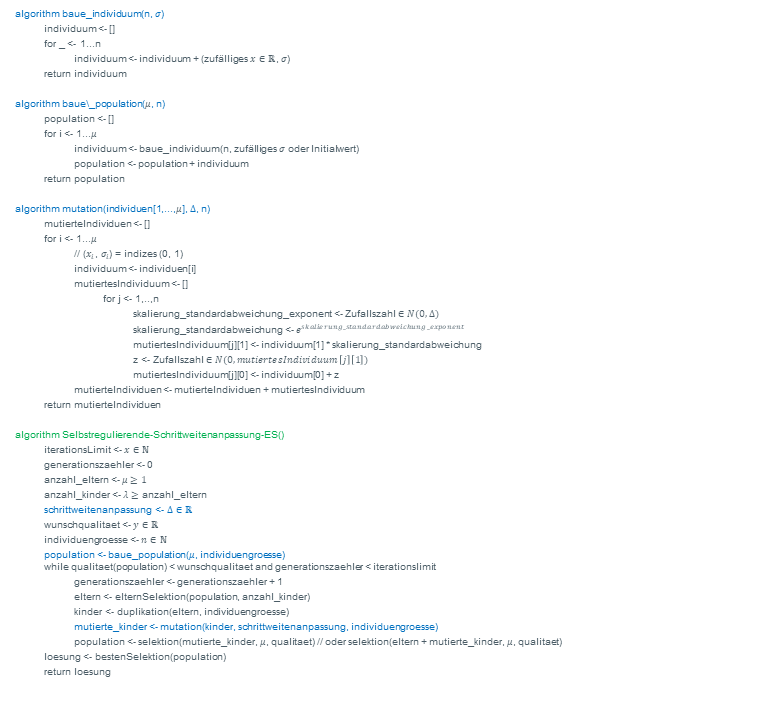 algorithm baue_individuum(n, σ)
individuum <- []
for _ <- 1...n
individuum <- individuum + (zufälliges x ∈ ℝ, σ)
return individuum
algorithm baue\_population(μ, n)
population <- []
for i <- 1...μ
individuum <- baue_individuum(n, zufälliges σ oder Initialwert)
population <- population + individuum
return population
algorithm mutation(individuen[1,...,μ], Δ, n)
mutierteIndividuen <- []
for i <- 1...μ
// (xᵢ, σᵢ) = indizes (0, 1)
individuum <- individuen[i]
mutiertesIndividuum <- []
for j <- 1,..,n
skalierung_standardabweichung_exponent <- Zufallszahl ∈ N(0, Δ)
skalierung_standardabweichung <- e^skalierung_standardabweichung_exponent
mutiertesIndividuum[j][1] <- individuum[1] * skalierung_standardabweichung
z <- Zufallszahl ∈ N(0, mutiertesIndividuum[j][1])
mutiertesIndividuum[j][0] <- individuum[0] + z
mutierteIndividuen <- mutierteIndividuen + mutiertesIndividuum
return mutierteIndividuen
algorithm Selbstregulierende-Schrittweitenanpassung-ES()
iterationsLimit <- x ∈ ℕ
generationszaehler <- 0
anzahl_eltern <- μ ≥ 1
anzahl_kinder <- λ ≥ anzahl_eltern
schrittweitenanpassung <- Δ ∈ ℝ
wunschqualitaet <- y ∈ ℝ
individuengroesse <- n ∈ ℕ
population <- baue_population(μ, individuengroesse)
while qualitaet(population) < wunschqualitaet and generationszaehler < iterationslimit
generationszaehler <- generationszaehler + 1
eltern <- elternSelektion(population, anzahl_kinder)
kinder <- duplikation(eltern, individuengroesse)
mutierte_kinder <- mutation(kinder, schrittweitenanpassung, individuengroesse)
population <- selektion(mutierte_kinder, μ, qualitaet) // oder selektion(eltern + mutierte_kinder, μ, qualitaet)
loesung <- bestenSelektion(population)
return loesung